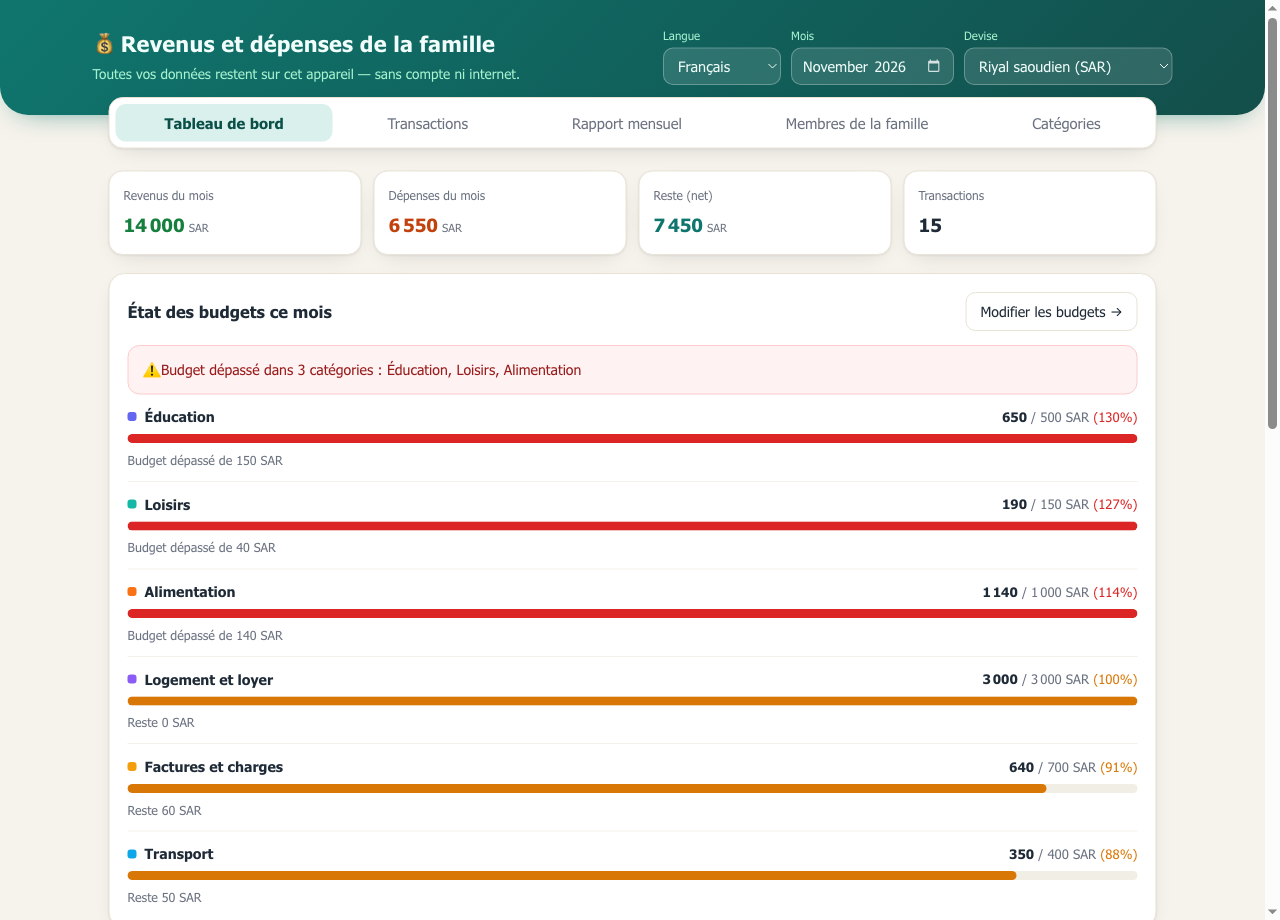 💰 Revenus et dépenses de la famille
Toutes vos données restent sur cet appareil — sans compte ni internet.
Langue
Français
Mois
November 2026
Devise
Riyal saoudien (SAR)
Tableau de bord
Transactions
Rapport mensuel
Membres de la famille
Catégories
Revenus du mois
14 000 SAR
Dépenses du mois
6 550 SAR
Reste (net)
7 450 SAR
Transactions
15
État des budgets ce mois
Modifier les budgets →
⚠️Budget dépassé dans 3 catégories : Éducation, Loisirs, Alimentation
Éducation
650 / 500 SAR (130%)
Budget dépassé de 150 SAR
Loisirs
190 / 150 SAR (127%)
Budget dépassé de 40 SAR
Alimentation
1 140 / 1 000 SAR (114%)
Budget dépassé de 140 SAR
Logement et loyer
3 000 / 3 000 SAR (100%)
Reste 0 SAR
Factures et charges
640 / 700 SAR (91%)
Reste 60 SAR
Transport
350 / 400 SAR (88%)
Reste 50 SAR